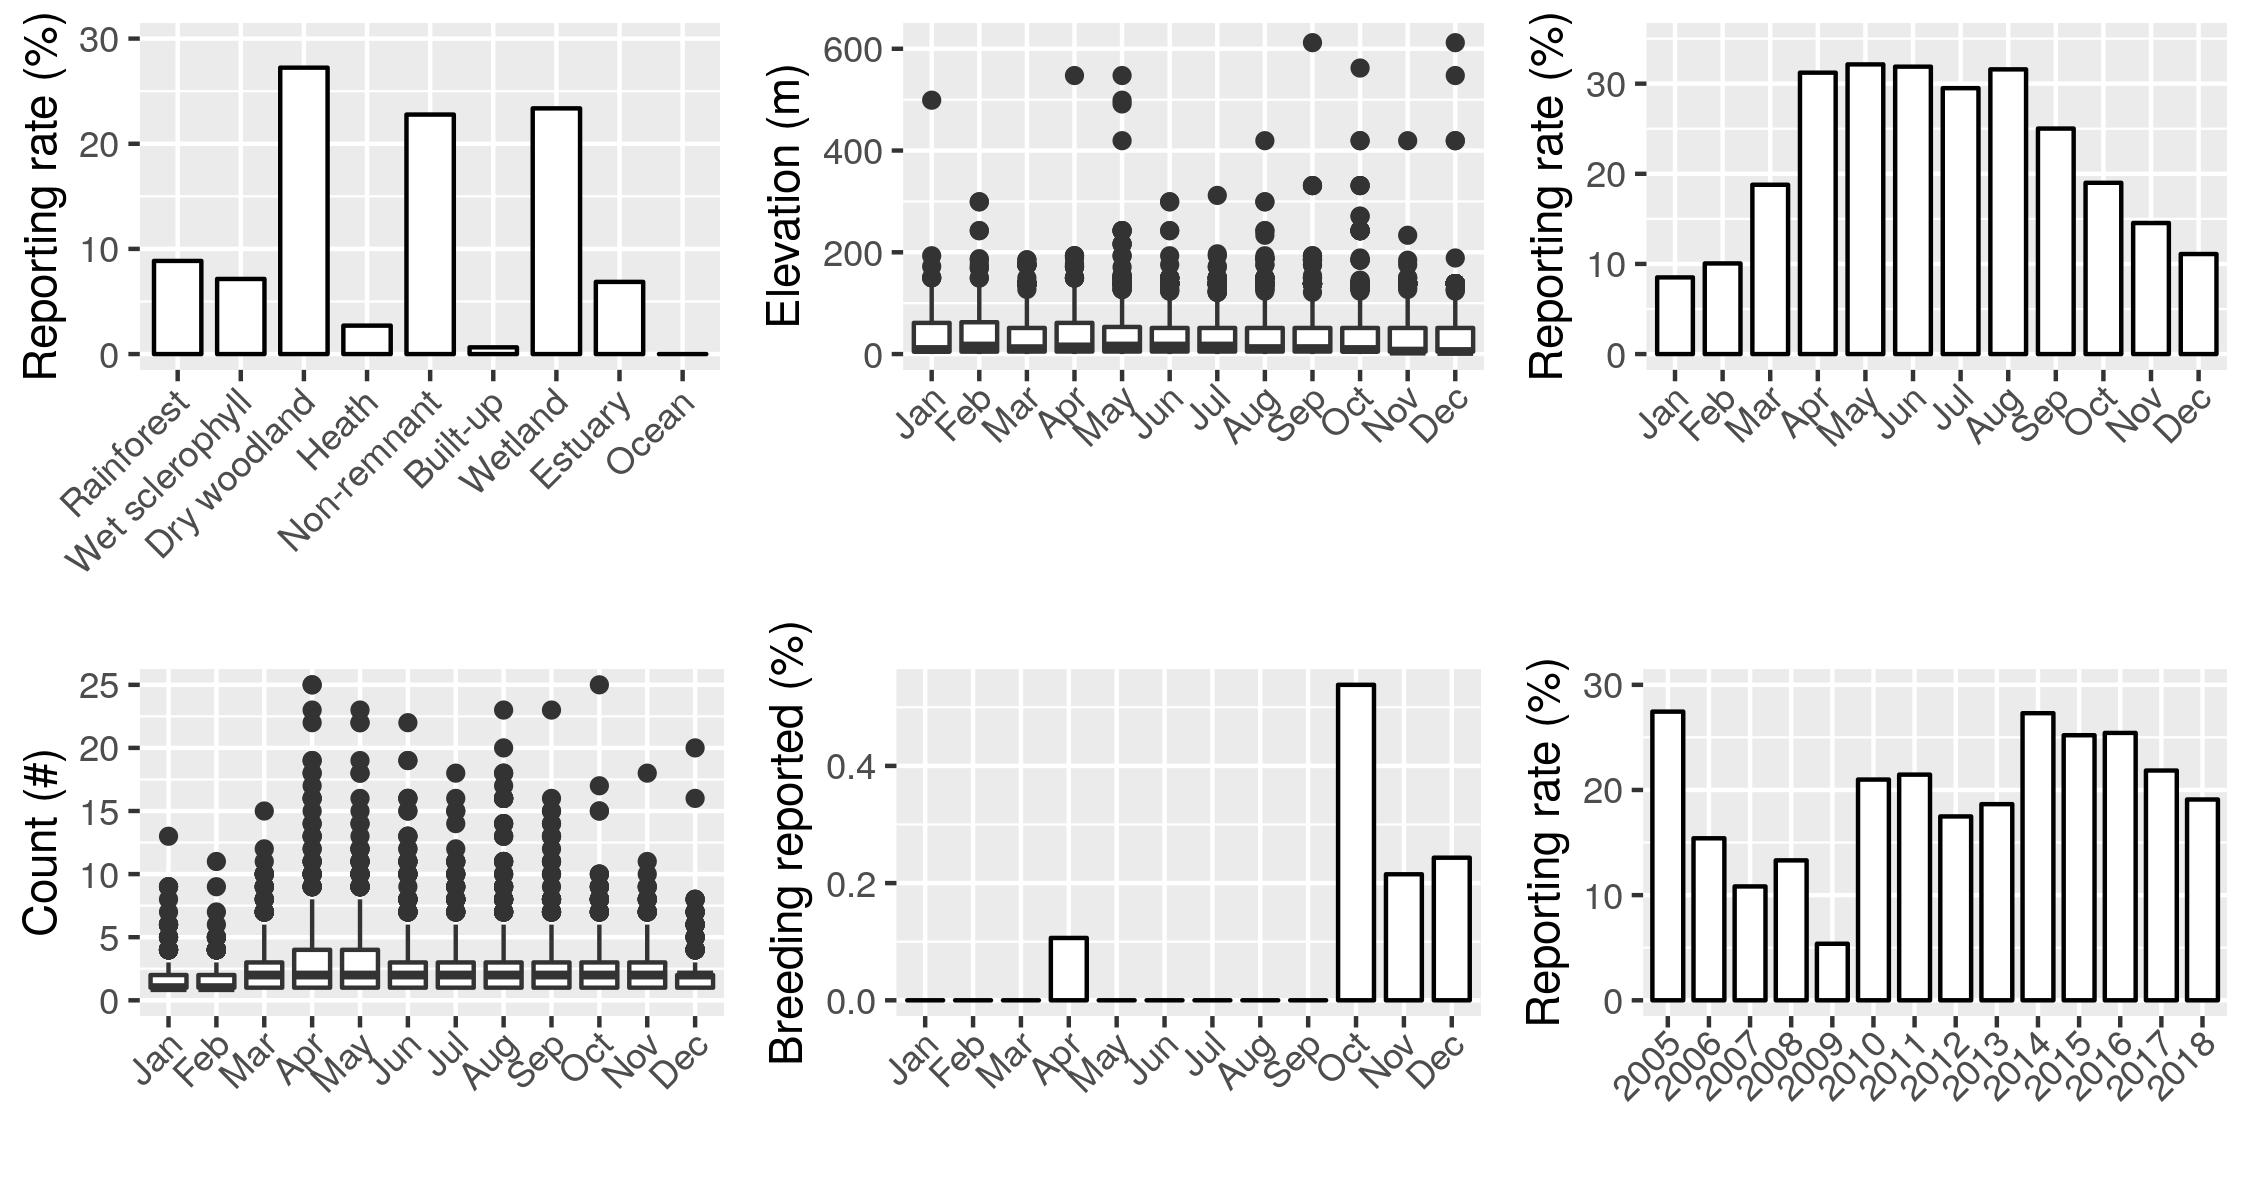 Reporting rate (%)
30
20
10
0
Rainforest
Wet sclerophyll
Dry woodland
Heath
Non-remnant
Built-up
Wetland
Estuary
Ocean
Elevation (m)
600
400
200
0
Jan
Feb
Mar
Apr
May
Jun
Jul
Aug
Sep
Oct
Nov
Dec
Reporting rate (%)
30
20
10
0
Jan
Feb
Mar
Apr
May
Jun
Jul
Aug
Sep
Oct
Nov
Dec
Count (#)
25
20
15
10
5
0
Jan
Feb
Mar
Apr
May
Jun
Jul
Aug
Sep
Oct
Nov
Dec
Breeding reported (%)
0.4
0.2
0.0
Jan
Feb
Mar
Apr
May
Jun
Jul
Aug
Sep
Oct
Nov
Dec
Reporting rate (%)
30
20
10
0
2005
2006
2007
2008
2009
2010
2011
2012
2013
2014
2015
2016
2017
2018